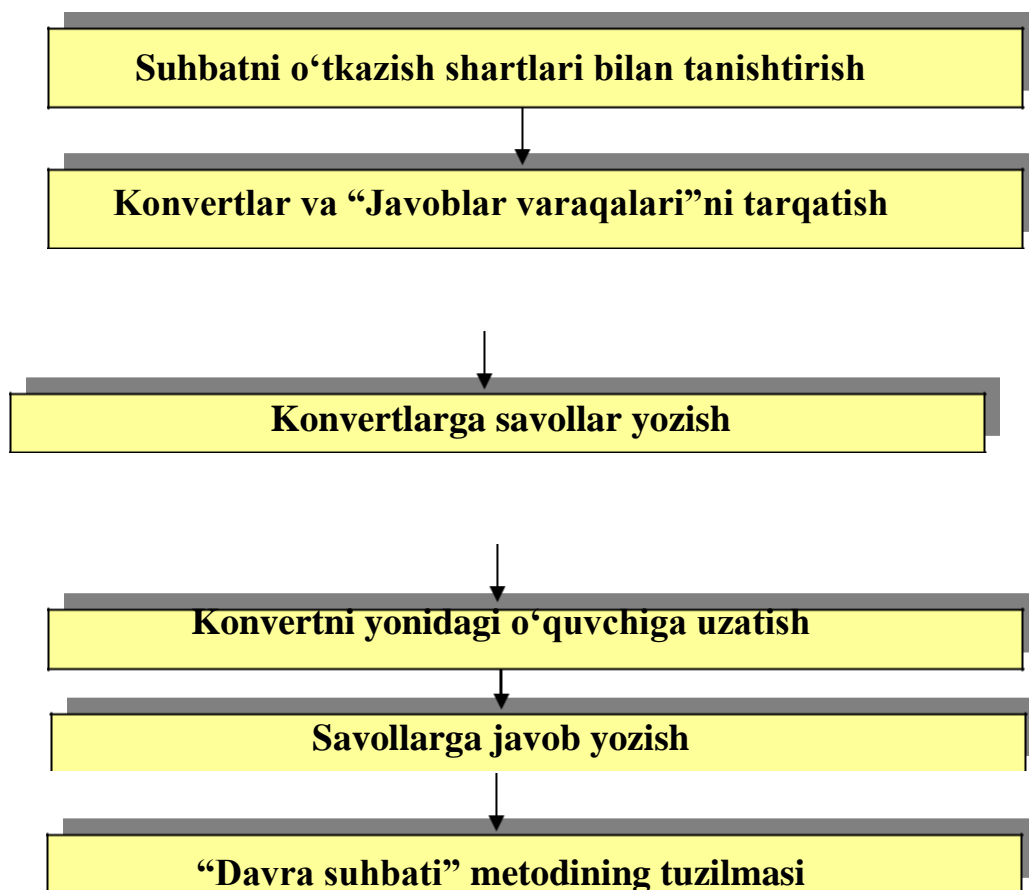 Suhbatni o‘tkazish shartlari bilan tanishtirish
Konvertlar va “Javoblar varaqalari”ni tarqatish
Konvertlarga savollar yozish
Konvertni yonidagi o‘quvchiga uzatish
Savollarga javob yozish
“Davra suhbati” metodining tuzilmasi